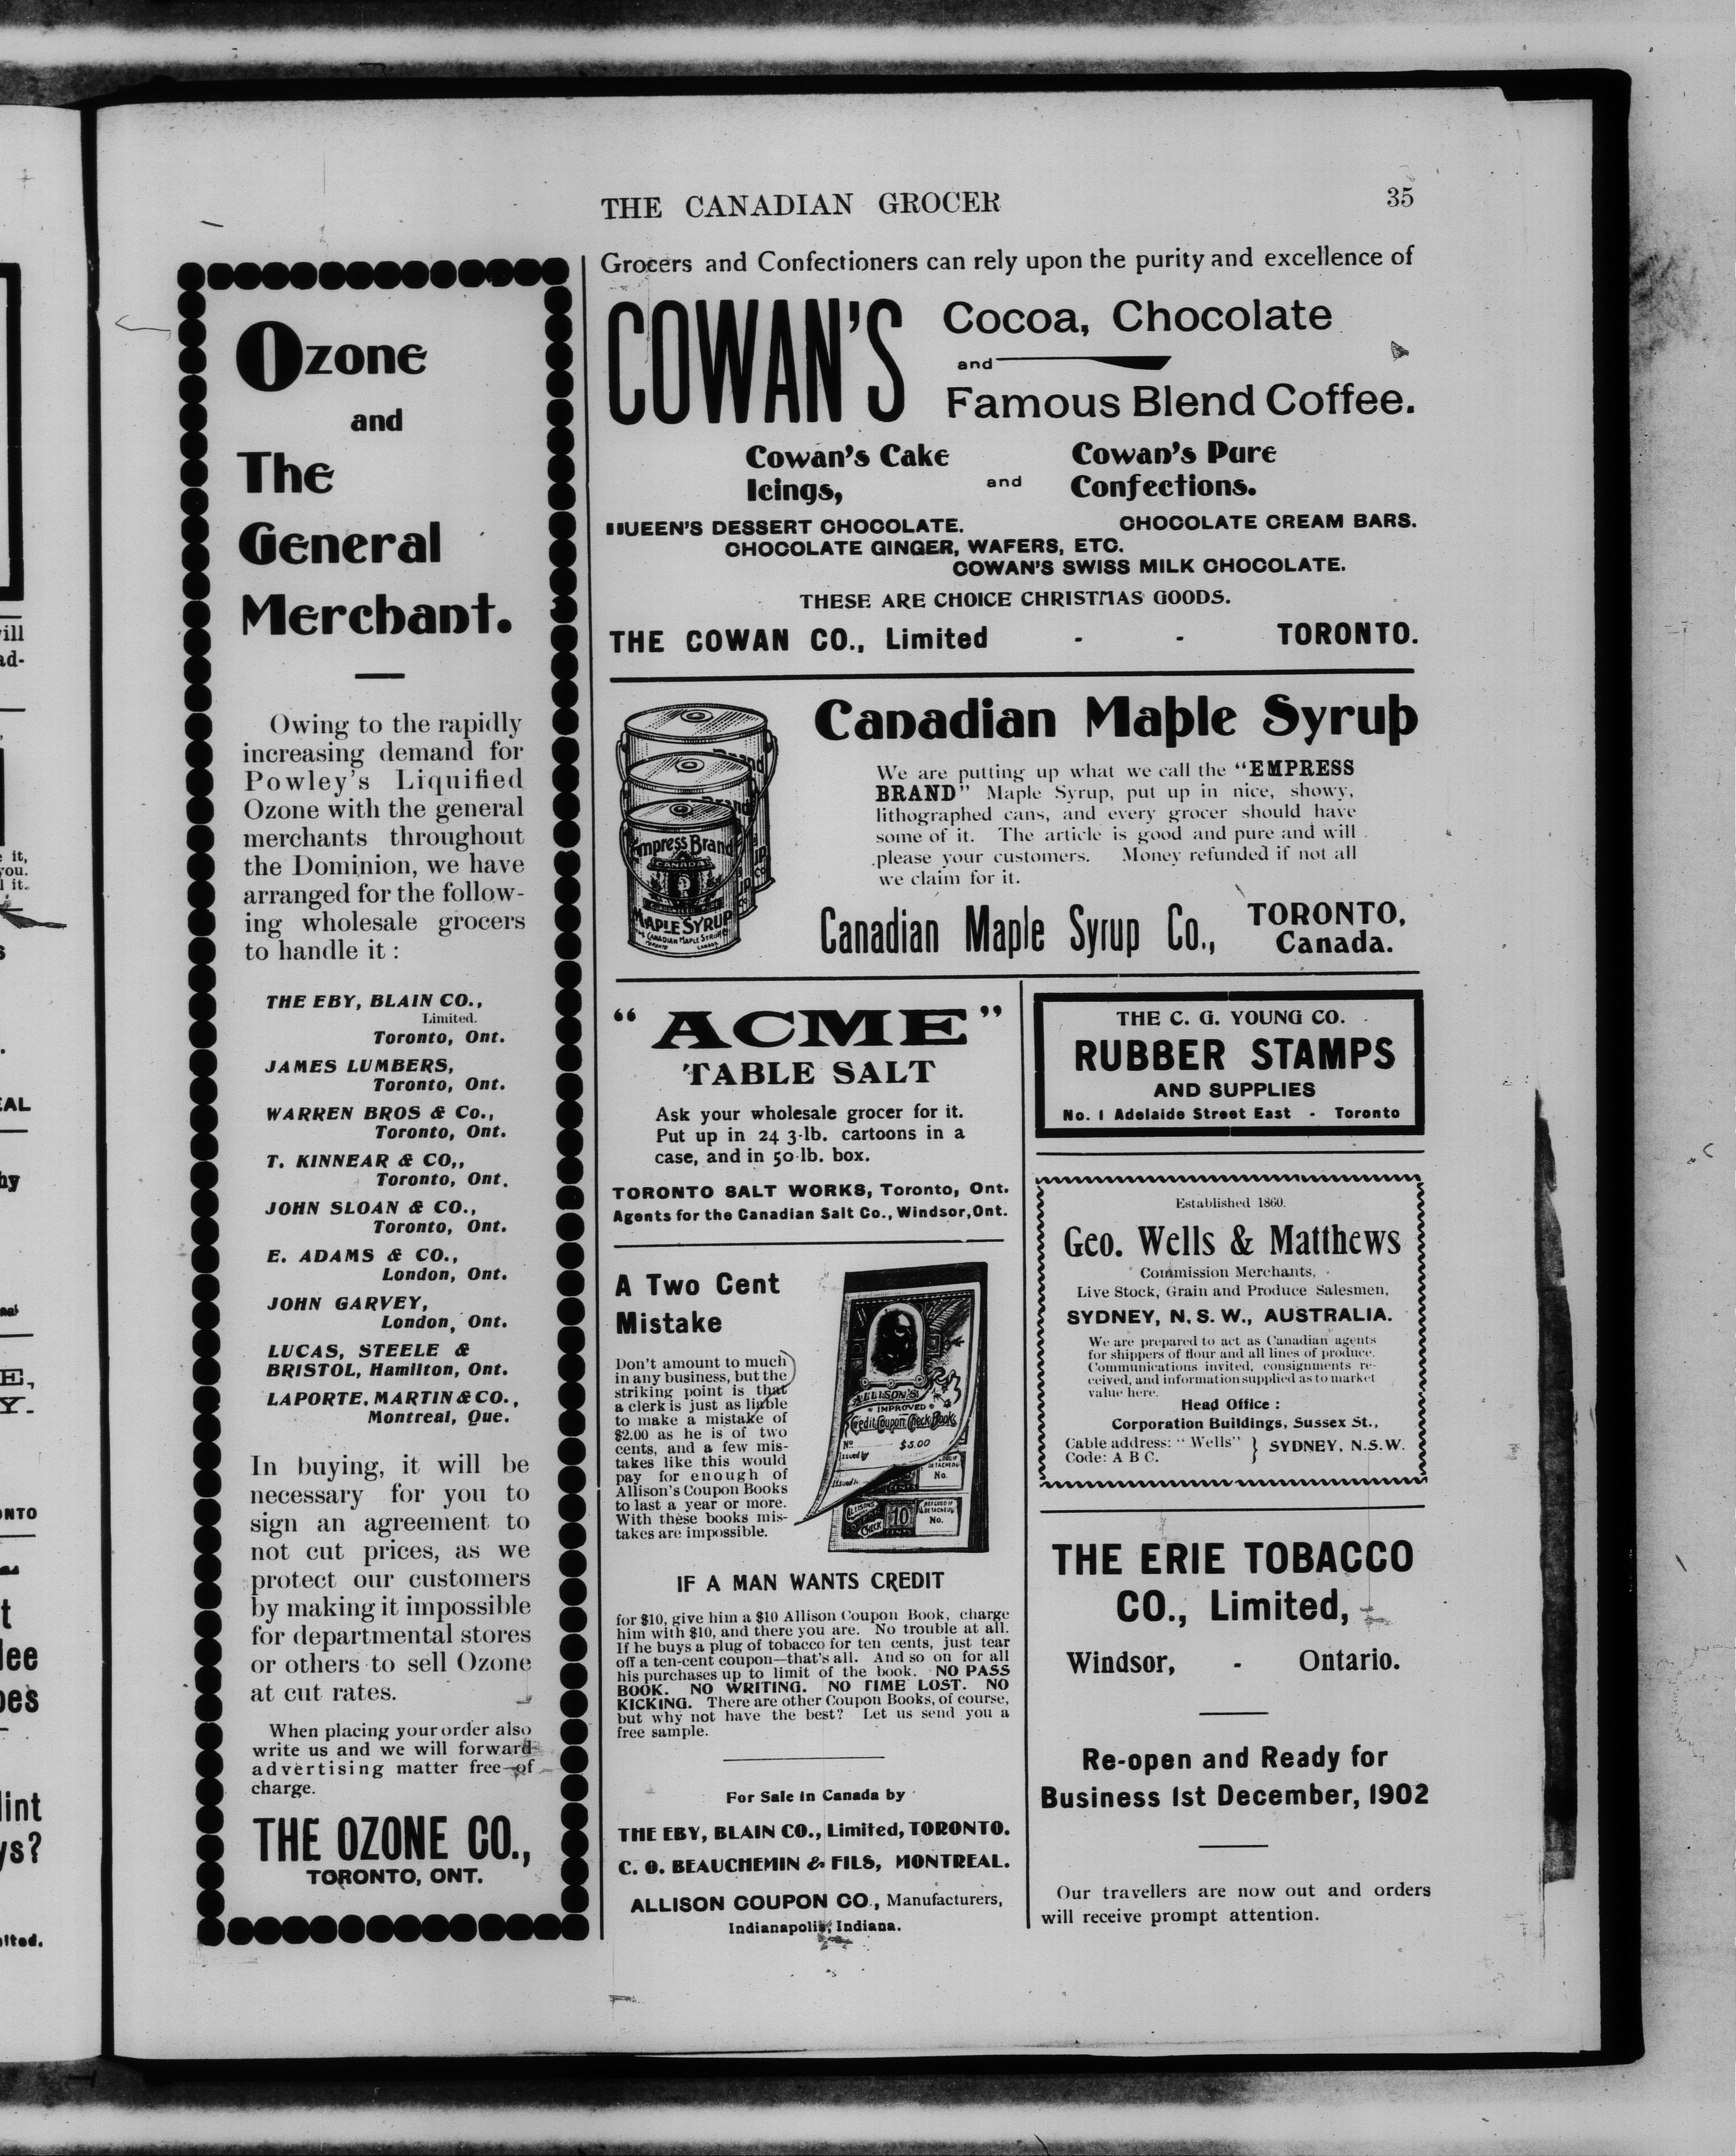 THE CANADIAN GROCER
35
Ozone
and
The
General
Merchant.
Owing to the rapidly
increasing demand for
Powley's Liquified
Ozone with the general
merchants throughout
the Dominion, we have
arranged for the follow-
ing wholesale grocers
to handle it :
THE EBY, BLAIN CO.,
Limited.
Toronto, Ont.
JAMES LUMBERS,
Toronto, Ont.
WARREN BROS & Co.,
Toronto, Ont.
T. KINNEAR & CO,,
Toronto, Ont.
JOHN SLOAN & CO.,
Toronto, Ont.
E. ADAMS & CO.,
London, Ont.
JOHN GARVEY,
London, Ont.
LUCAS, STEELE &
BRISTOL, Hamilton, Ont.
LAPORTE, MARTIN & CO.,
Montreal, Que.
In buying, it will be
necessary for you to
sign an agreement to
not cut prices, as we
protect our customers
by making it impossible
for departmental stores
or others to sell Ozone
at cut rates.
When placing your order also
write us and we will forward
advertising matter free of
charge.
THE OZONE CO.,
TORONTO, ONT.
Grocers and Confectioners can rely upon the purity and excellence of
COWAN'S
Cocoa, Chocolate
and
Famous Blend Coffee.
Cowan's Cake
Icings,
and
Cowan's Pure
Confections.
QUEEN'S DESSERT CHOCOLATE.
CHOCOLATE CREAM BARS.
CHOCOLATE GINGER, WAFERS, ETC.
COWAN'S SWISS MILK CHOCOLATE.
THESE ARE CHOICE CHRISTMAS GOODS.
THE COWAN CO., Limited - - TORONTO.
Empress Brand
CANADA
MAPLE SYRUP
CANADIAN MAPLE SYRUP
Canadian Maple Syrup
We are putting up what we call the "EMPRESS
BRAND" Maple Syrup, put up in nice, showy,
lithographed cans, and every grocer should have
some of it. The article is good and pure and will
please your customers. Money refunded if not all
we claim for it.
Canadian Maple Syrup Co.,
TORONTO,
Canada.
"ACME"
TABLE SALT
Ask your wholesale grocer for it.
Put up in 24 3-lb. cartoons in a
case, and in 50-lb. box.
TORONTO SALT WORKS, Toronto, Ont.
Agents for the Canadian Salt Co., Windsor, Ont.
A Two Cent
Mistake
Don't amount to much
in any business, but the
striking point is that
a clerk is just as liable
to make a mistake of
$2.00 as he is of two
cents, and a few mis-
takes like this would
pay for enough of
Allison's Coupon Books
to last a year or more.
With these books mis-
takes are impossible.
ALLISON'S
IMPROVED
Credit Coupon Check Books
No. $5.00
Issued by
No.
ALLISON'S
CHECK
10
NOT GOOD IF
DETACHED
No.
IF A MAN WANTS CREDIT
for $10, give him a $10 Allison Coupon Book, charge
him with $10, and there you are. No trouble at all.
If he buys a plug of tobacco for ten cents, just tear
off a ten-cent coupon—that's all. And so on for all
his purchases up to limit of the book. NO PASS
BOOK. NO WRITING. NO TIME LOST. NO
KICKING. There are other Coupon Books, of course,
but why not have the best? Let us send you a
free sample.
For Sale in Canada by
THE EBY, BLAIN CO., Limited, TORONTO.
C. O. BEAUCHEMIN & FILS, MONTREAL.
ALLISON COUPON CO., Manufacturers,
Indianapolis, Indiana.
THE C. G. YOUNG CO.
RUBBER STAMPS
AND SUPPLIES
No. 1 Adelaide Street East - Toronto
Established 1860.
Geo. Wells & Matthews
Commission Merchants,
Live Stock, Grain and Produce Salesmen,
SYDNEY, N. S. W., AUSTRALIA.
We are prepared to act as Canadian agents
for shippers of flour and all lines of produce.
Communications invited, consignments re-
ceived, and information supplied as to market
value here.
Head Office :
Corporation Buildings, Sussex St.,
Cable address: "Wells" } SYDNEY, N.S.W.
Code: A B C.
THE ERIE TOBACCO
CO., Limited,
Windsor, - Ontario.
Re-open and Ready for
Business 1st December, 1902
Our travellers are now out and orders
will receive prompt attention.